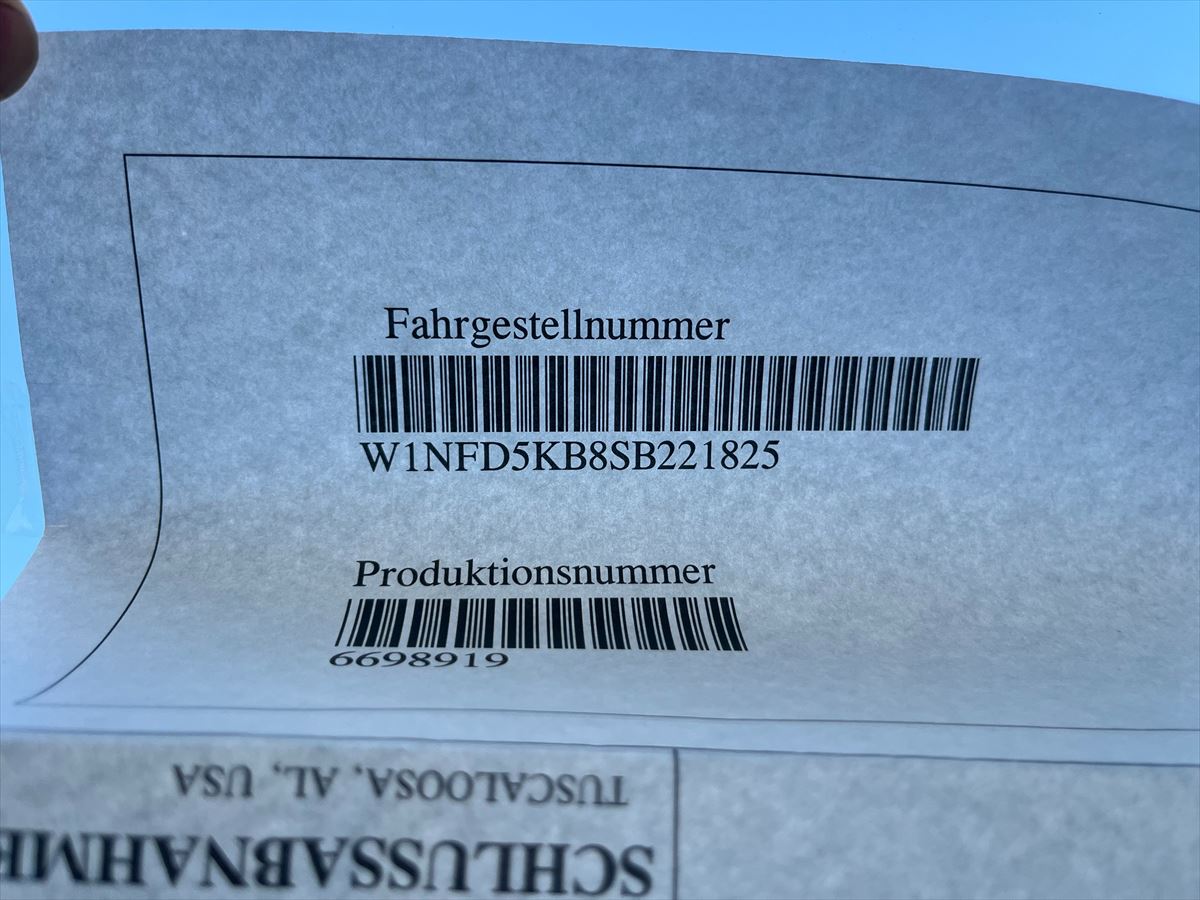 Fahrgestellnummer
W1NFD5KB8SB221825
Produktionsnummer
6698919
TUSCALOOSA, AL, USA
SCHLUSSABNAHME